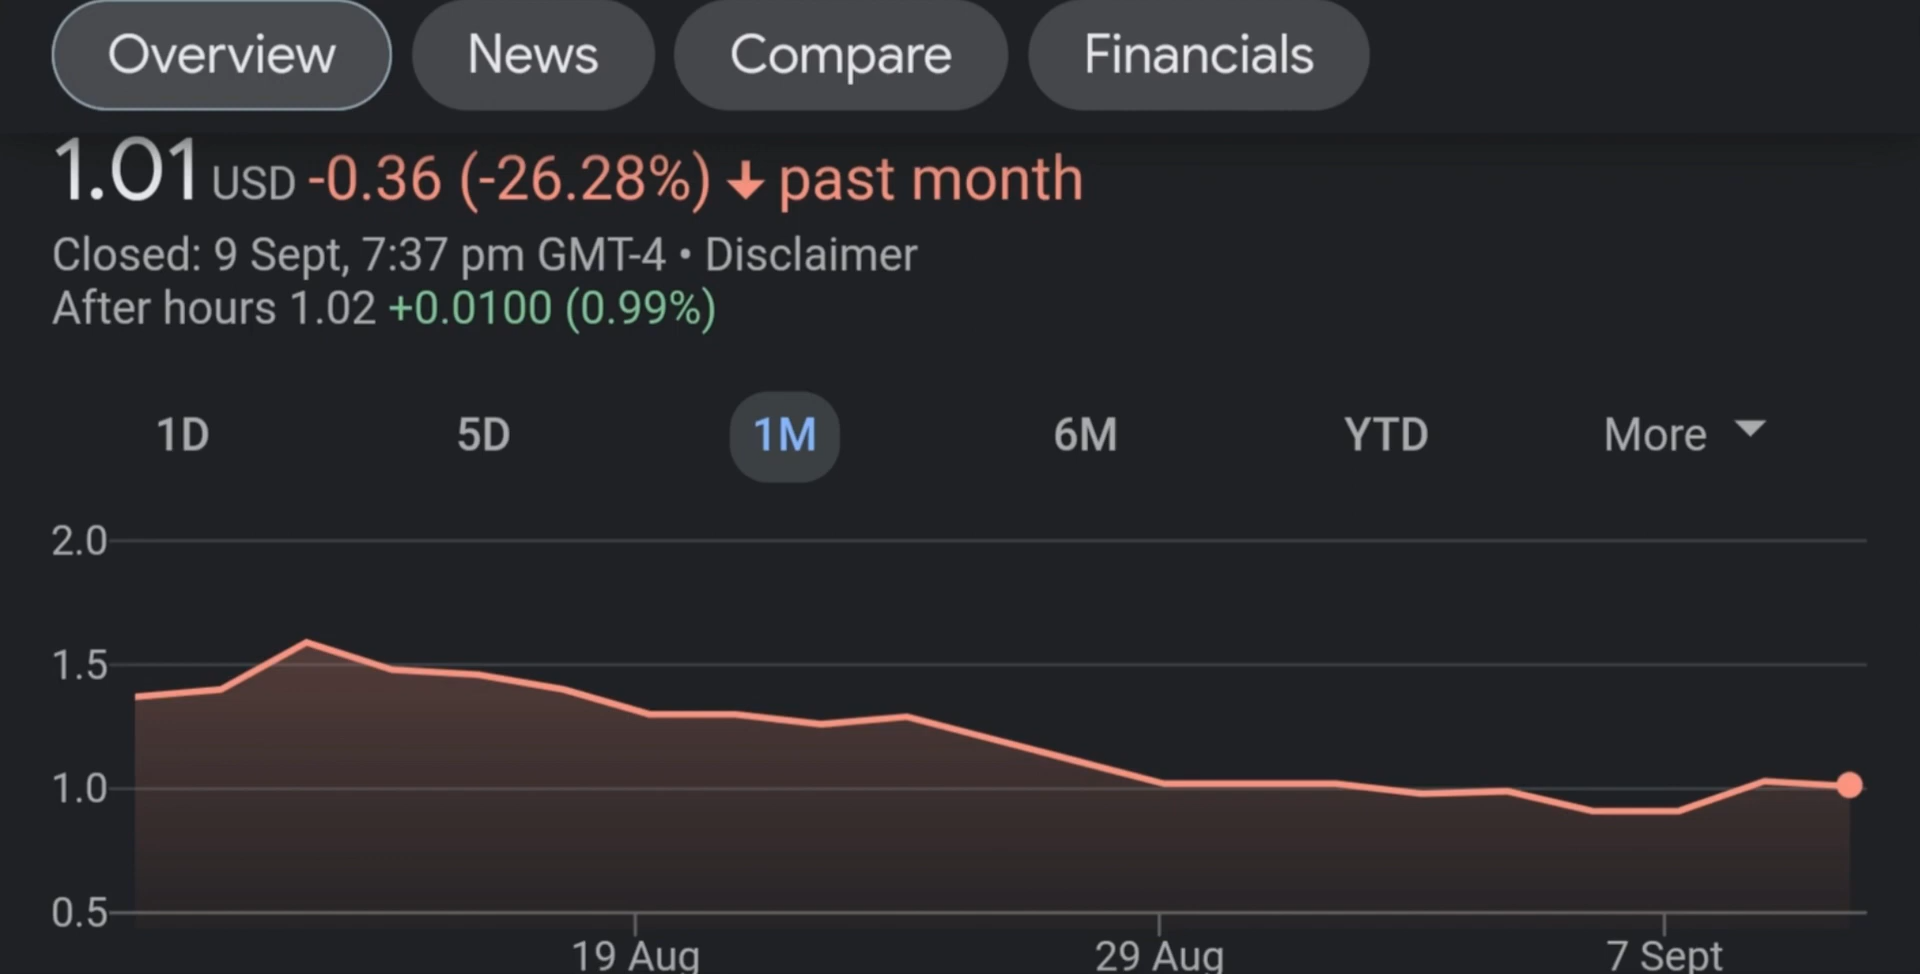 Overview News Compare Financials
1.01 USD -0.36 (-26.28%) ↓ past month
Closed: 9 Sept, 7:37 pm GMT-4 • Disclaimer
After hours 1.02 +0.0100 (0.99%)
1D 5D 1M 6M YTD More
2.0
1.5
1.0
0.5
19 Aug 29 Aug 7 Sept